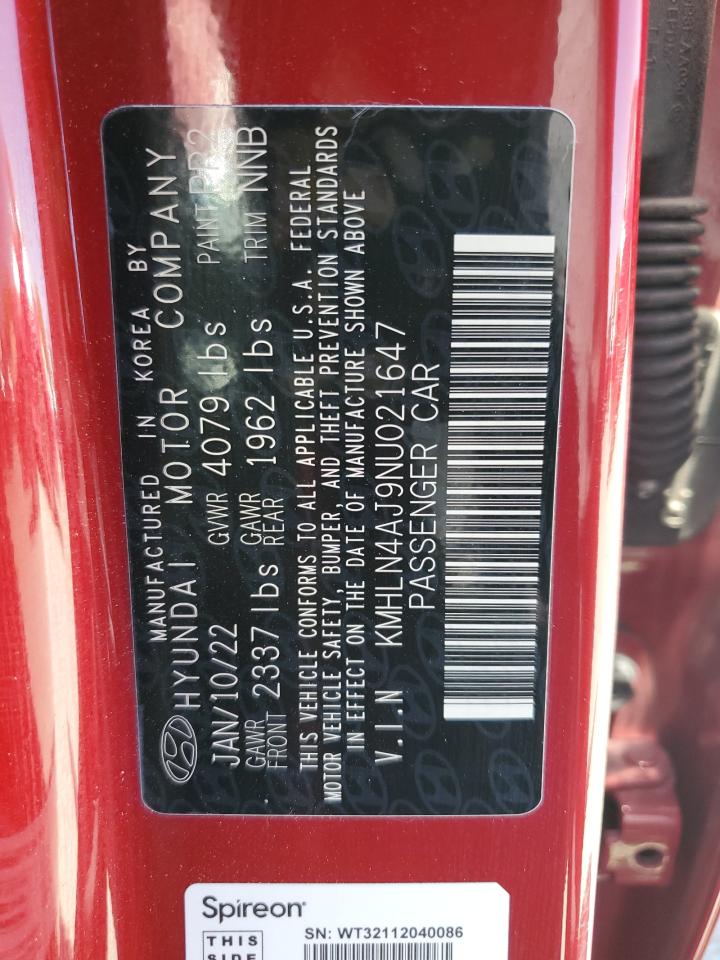 MANUFACTURED IN KOREA BY
HYUNDAI MOTOR COMPANY
JAN/10/22 GVWR 4079 lbs PAINT PR2
GAWR FRONT 2337 lbs GAWR REAR 1962 lbs TRIM NNB
THIS VEHICLE CONFORMS TO ALL APPLICABLE U.S.A. FEDERAL
MOTOR VEHICLE SAFETY, BUMPER, AND THEFT PREVENTION STANDARDS
IN EFFECT ON THE DATE OF MANUFACTURE SHOWN ABOVE
V.I.N KMHLN4AJ9NU021647
PASSENGER CAR
Spireon
SN: WT32112040086
THIS
SIDE